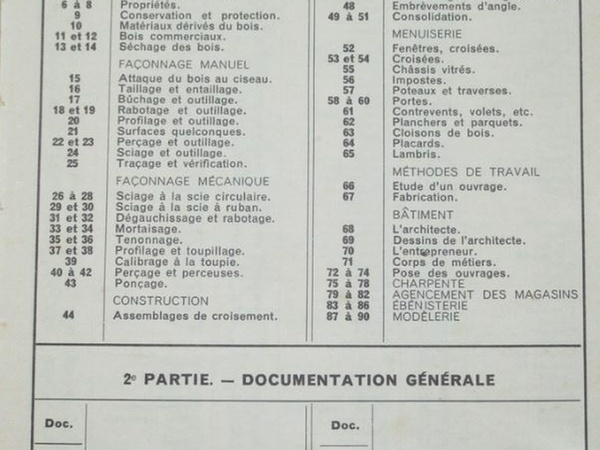 6 à 8 Propriétés.
9 Conservation et protection.
10 Matériaux dérivés du bois.
11 et 12 Bois commerciaux.
13 et 14 Séchage des bois.
FAÇONNAGE MANUEL
15 Attaque du bois au ciseau.
16 Taillage et entaillage.
17 Bûchage et outillage.
18 et 19 Rabotage et outillage.
20 Profilage et outillage.
21 Surfaces quelconques.
22 et 23 Perçage et outillage.
24 Sciage et outillage.
25 Traçage et vérification.
FAÇONNAGE MÉCANIQUE
26 à 28 Sciage à la scie circulaire.
29 et 30 Sciage à la scie à ruban.
31 et 32 Dégauchissage et rabotage.
33 et 34 Mortaisage.
35 et 36 Tenonnage.
37 et 38 Profilage et toupillage.
39 Calibrage à la toupie.
40 à 42 Perçage et perceuses.
43 Ponçage.
CONSTRUCTION
44 Assemblages de croisement.
48 Embrèvements d'angle.
49 à 51 Consolidation.
MENUISERIE
52 Fenêtres, croisées.
53 et 54 Croisées.
55 Châssis vitrés.
56 Impostes.
57 Poteaux et traverses.
58 à 60 Portes.
61 Contrevents, volets, etc.
62 Planchers et parquets.
63 Cloisons de bois.
64 Placards.
65 Lambris.
MÉTHODES DE TRAVAIL
66 Etude d'un ouvrage.
67 Fabrication.
BÂTIMENT
68 L'architecte.
69 Dessins de l'architecte.
70 L'entrepreneur.
71 Corps de métiers.
72 à 74 Pose des ouvrages.
75 à 78 CHARPENTE
79 à 82 AGENCEMENT DES MAGASINS
83 à 86 ÉBÉNISTERIE
87 à 90 MODÈLERIE
2e PARTIE. — DOCUMENTATION GÉNÉRALE
Doc.
Doc.